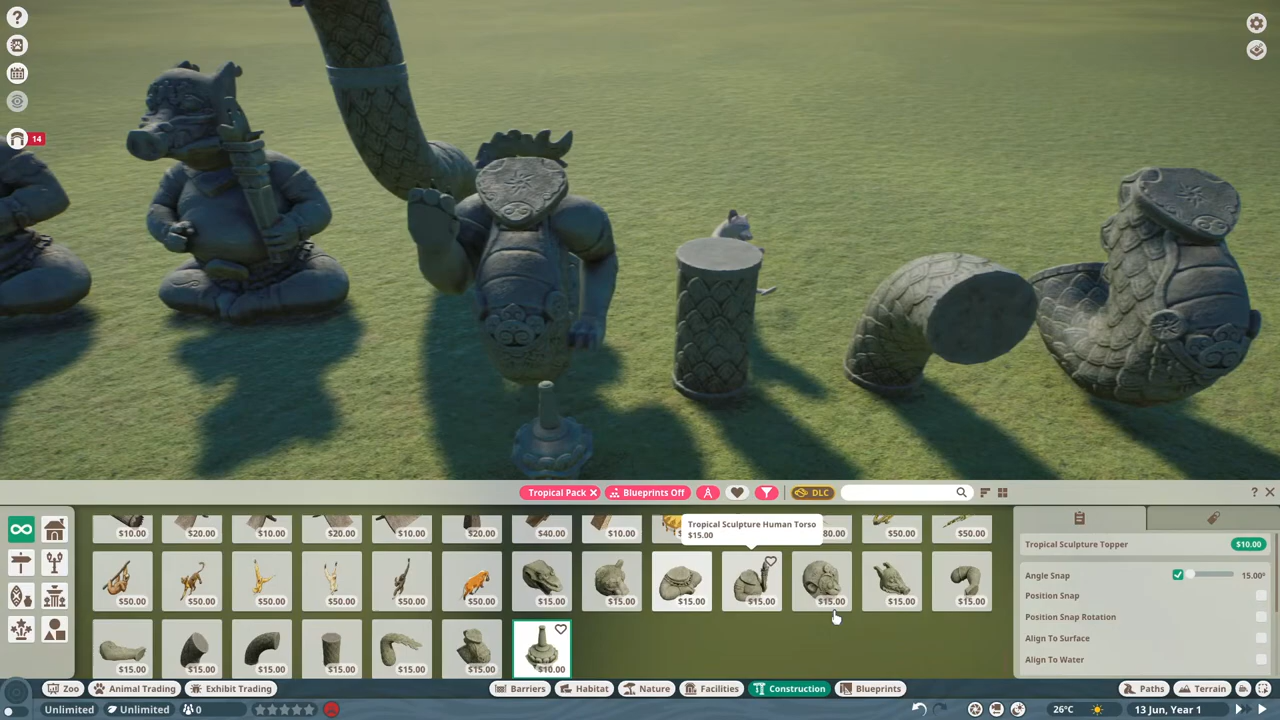 14
Tropical Pack ✕
Blueprints Off
DLC
Tropical Sculpture Human Torso
$15.00
$10.00 $20.00 $10.00 $20.00 $10.00 $40.00 $10.00 $50.00 $50.00
$50.00 $50.00 $50.00 $50.00 $50.00 $50.00 $15.00 $15.00 $15.00 $15.00 $15.00 $15.00 $15.00
$15.00 $15.00 $15.00 $15.00 $15.00 $15.00 $10.00
Tropical Sculpture Topper $10.00
Angle Snap 15.00°
Position Snap
Position Snap Rotation
Align To Surface
Align To Water
Zoo Animal Trading Exhibit Trading Barriers Habitat Nature Facilities Construction Blueprints Paths Terrain
Unlimited Unlimited 0 26°C 13 Jun, Year 1